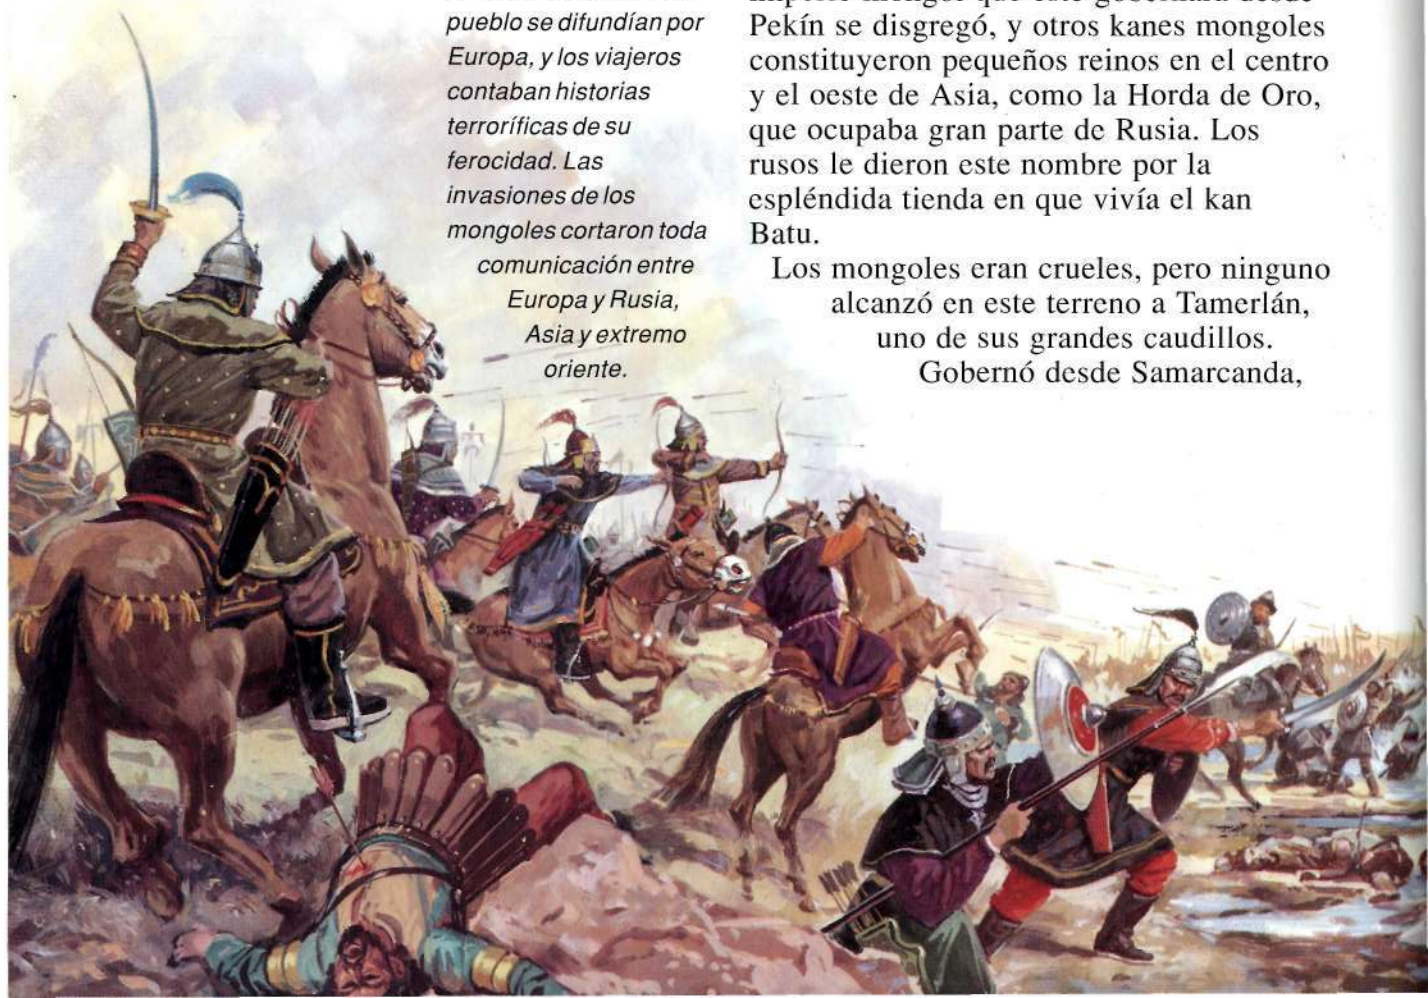 pueblo se difundían por
Europa, y los viajeros
contaban historias
terroríficas de su
ferocidad. Las
invasiones de los
mongoles cortaron toda
comunicación entre
Europa y Rusia,
Asia y extremo
oriente.
Pekín se disgregó, y otros kanes mongoles
constituyeron pequeños reinos en el centro
y el oeste de Asia, como la Horda de Oro,
que ocupaba gran parte de Rusia. Los
rusos le dieron este nombre por la
espléndida tienda en que vivía el kan
Batu.
Los mongoles eran crueles, pero ninguno
alcanzó en este terreno a Tamerlán,
uno de sus grandes caudillos.
Gobernó desde Samarcanda,